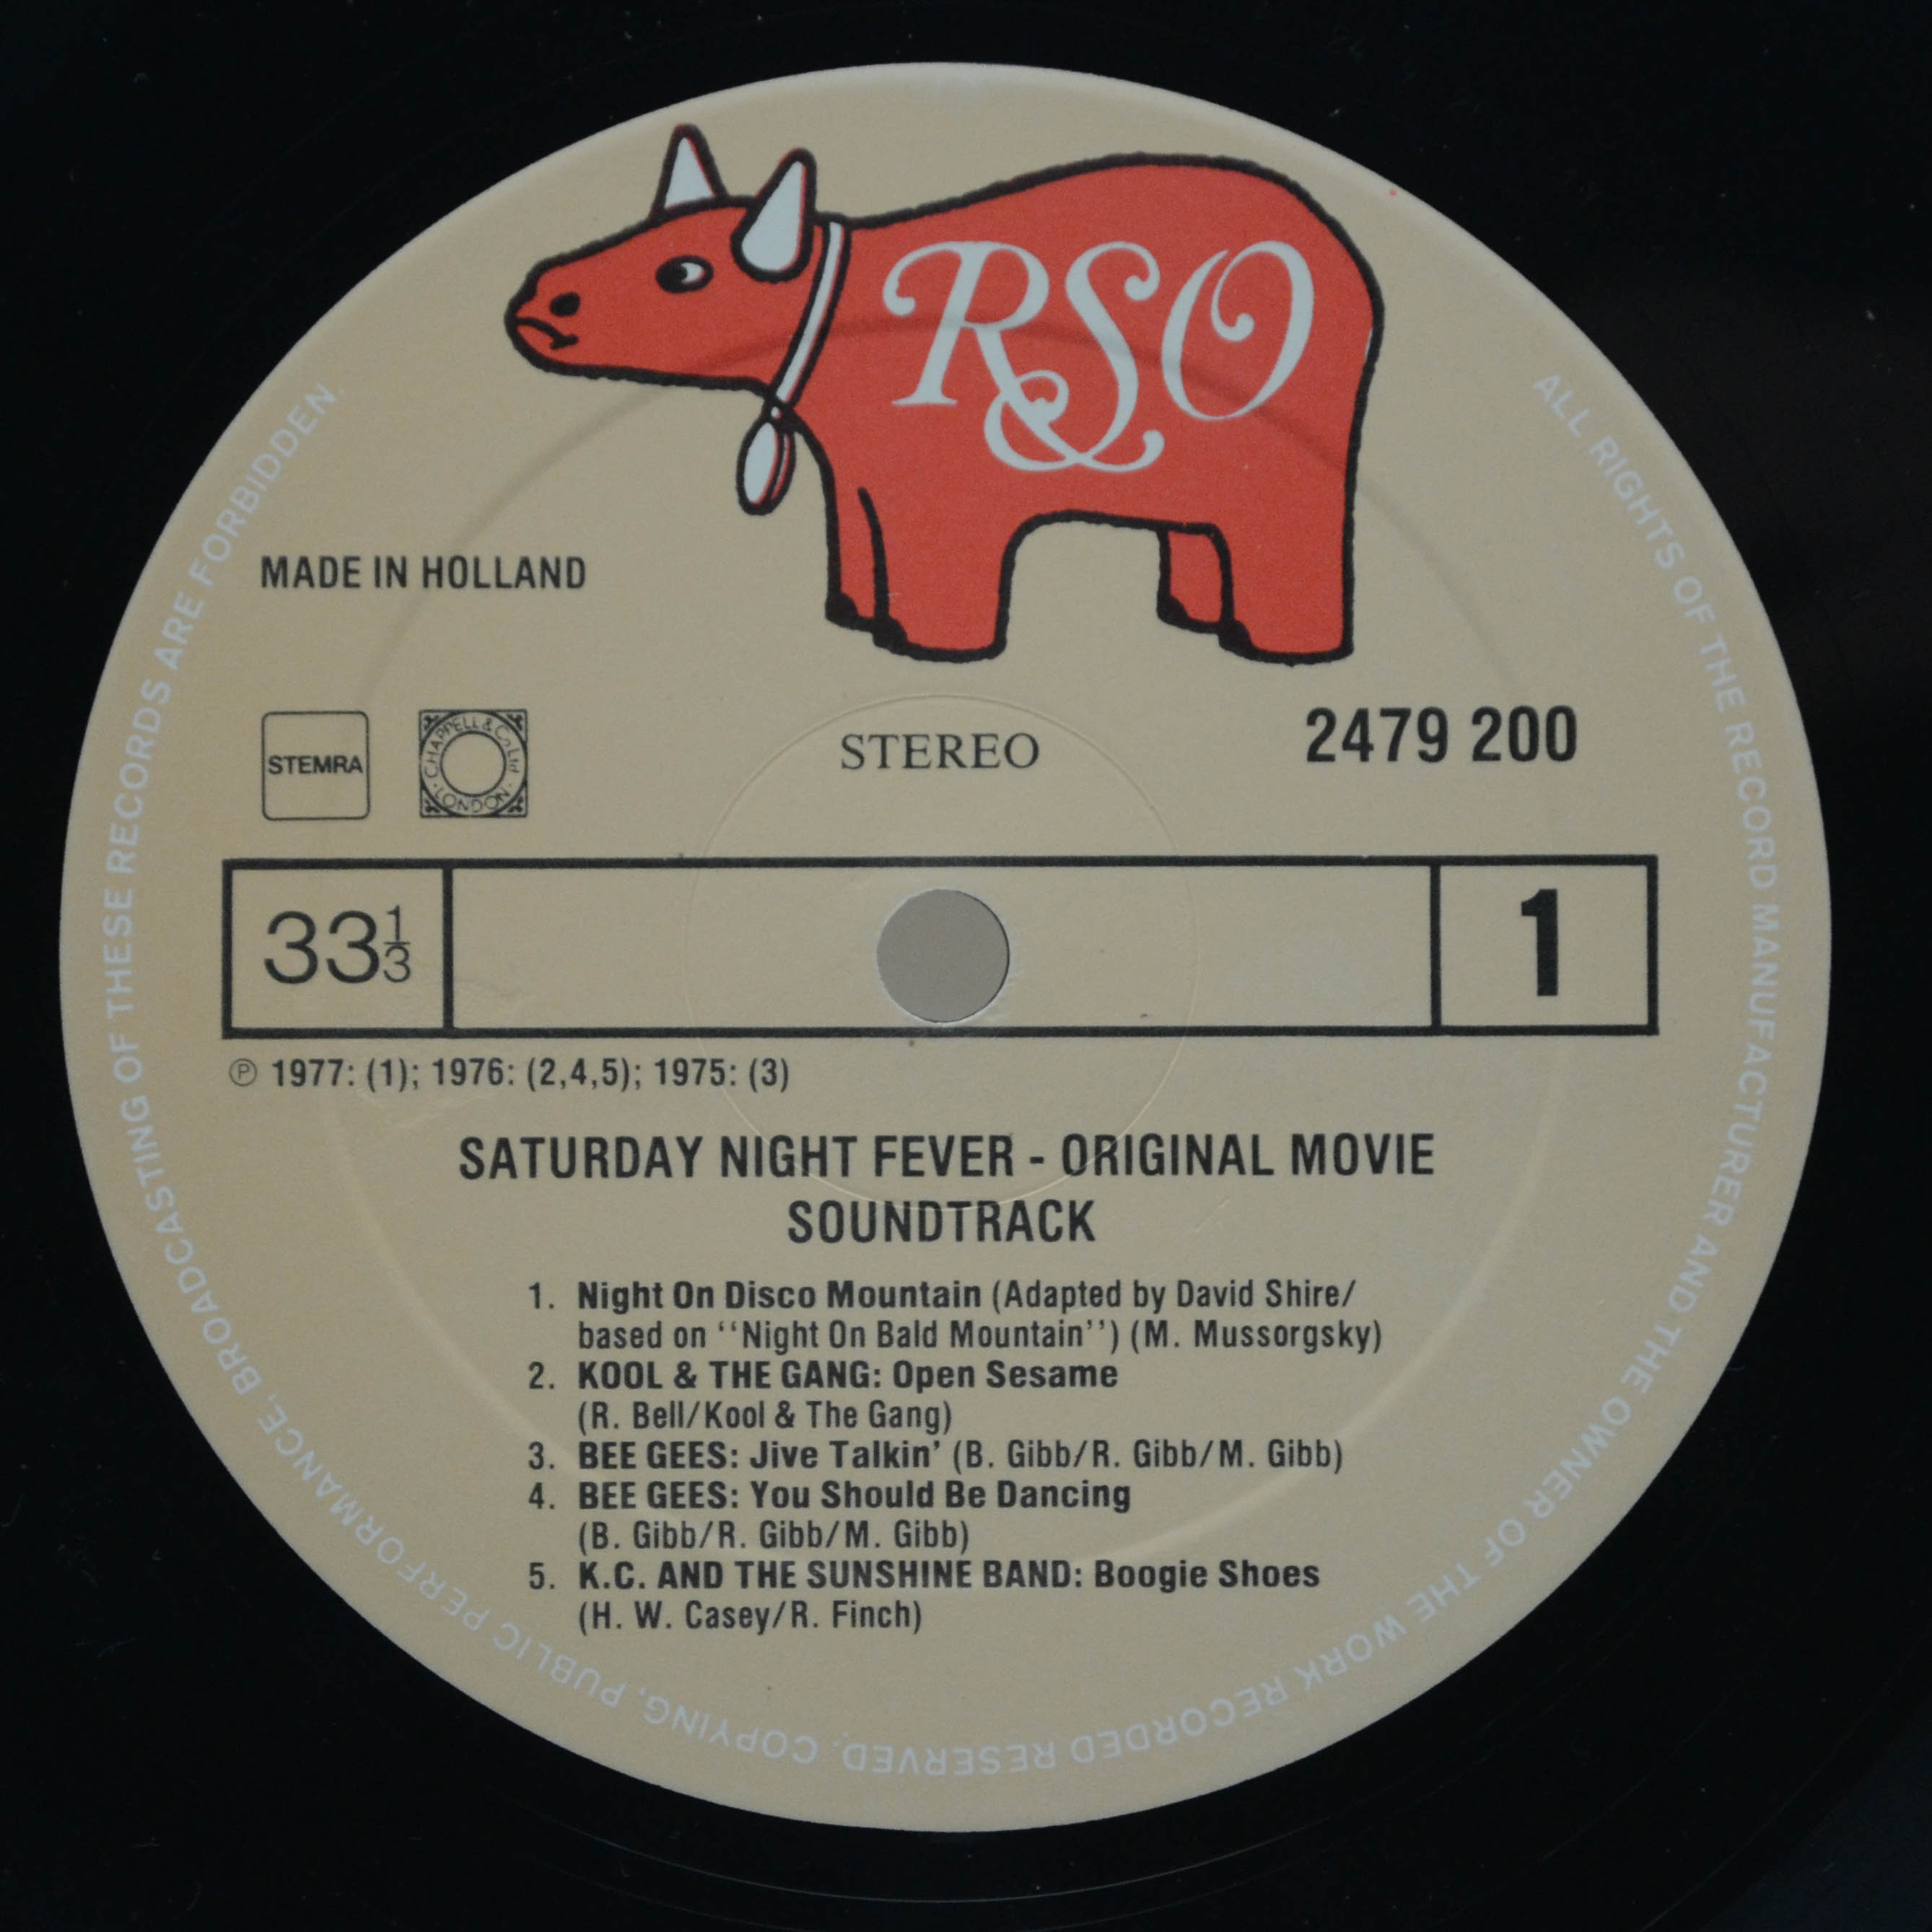 RSO
MADE IN HOLLAND
STEMRA
CHAPPELL & Co Ltd
· LONDON ·
STEREO
2479 200
33⅓
1
℗ 1977: (1); 1976: (2,4,5); 1975: (3)
SATURDAY NIGHT FEVER - ORIGINAL MOVIE
SOUNDTRACK
1. Night On Disco Mountain (Adapted by David Shire/
based on ‘‘Night On Bald Mountain’’) (M. Mussorgsky)
2. KOOL & THE GANG: Open Sesame
(R. Bell/Kool & The Gang)
3. BEE GEES: Jive Talkin’ (B. Gibb/R. Gibb/M. Gibb)
4. BEE GEES: You Should Be Dancing
(B. Gibb/R. Gibb/M. Gibb)
5. K.C. AND THE SUNSHINE BAND: Boogie Shoes
(H. W. Casey/R. Finch)
ALL RIGHTS OF THE RECORD MANUFACTURER AND THE OWNER OF THE WORK RECORDED RESERVED. COPYING, PUBLIC PERFORMANCE, BROADCASTING OF THESE RECORDS ARE FORBIDDEN.